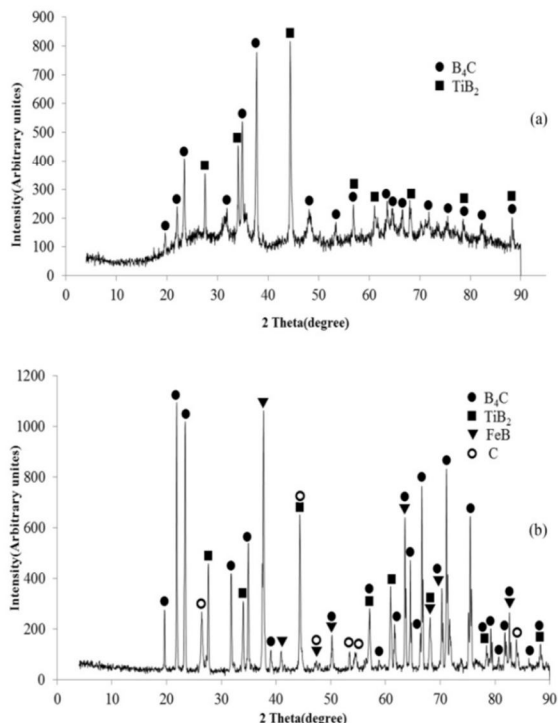 900
800
700
600
500
400
300
200
100
0
Intensity(Arbitrary unites)
B₄C
TiB₂
(a)
0 10 20 30 40 50 60 70 80 90
2 Theta(degree)
1200
1000
800
600
400
200
0
Intensity(Arbitrary unites)
B₄C
TiB₂
FeB
C
(b)
0 10 20 30 40 50 60 70 80 90
2 Theta(degree)